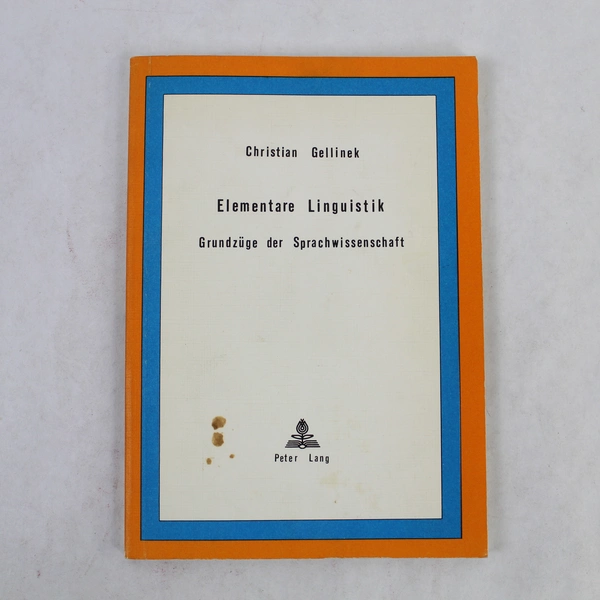 Christian Gellinek
Elementare Linguistik
Grundzüge der Sprachwissenschaft
Peter Lang